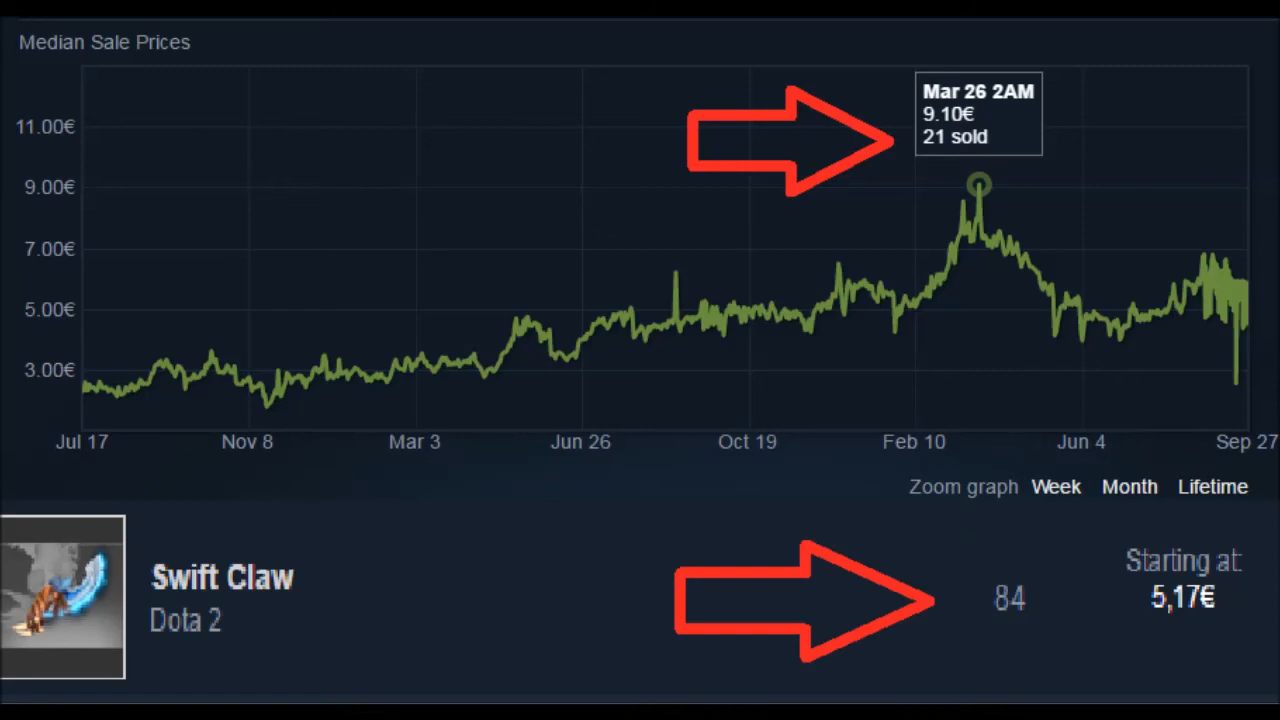 Median Sale Prices
Mar 26 2AM
9.10€
21 sold
11.00€
9.00€
7.00€
5.00€
3.00€
Jul 17 Nov 8 Mar 3 Jun 26 Oct 19 Feb 10 Jun 4 Sep 27
Zoom graph Week Month Lifetime
Swift Claw
Dota 2
84
Starting at:
5,17€